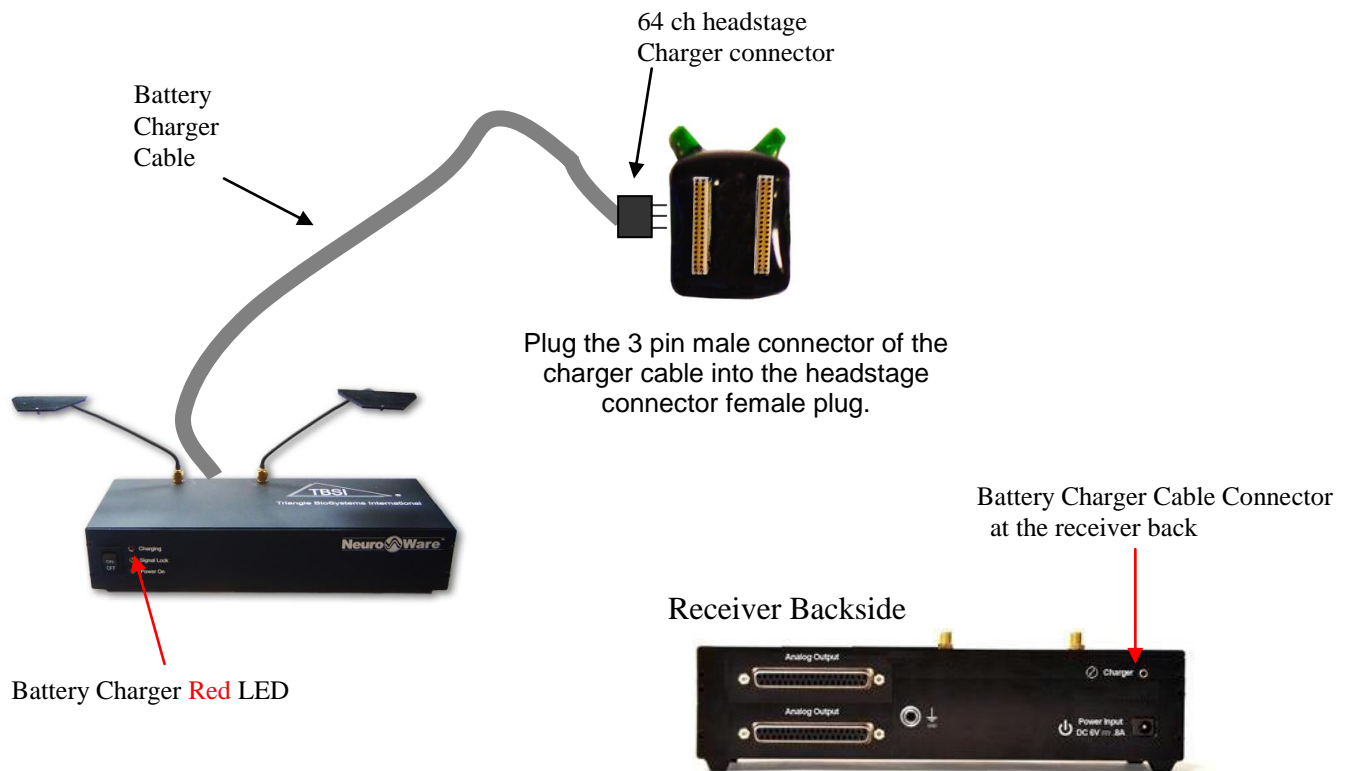 64 ch headstage
Charger connector
Battery
Charger
Cable
Plug the 3 pin male connector of the
charger cable into the headstage
connector female plug.
TBSI
Triangle BioSystems International
NeuroWare™
Charging
Signal Lock
Power On
ON
OFF
Battery Charger Red LED
Battery Charger Cable Connector
at the receiver back
Receiver Backside
Analog Output
Charger
Analog Output
Power Input
DC 6V .8A